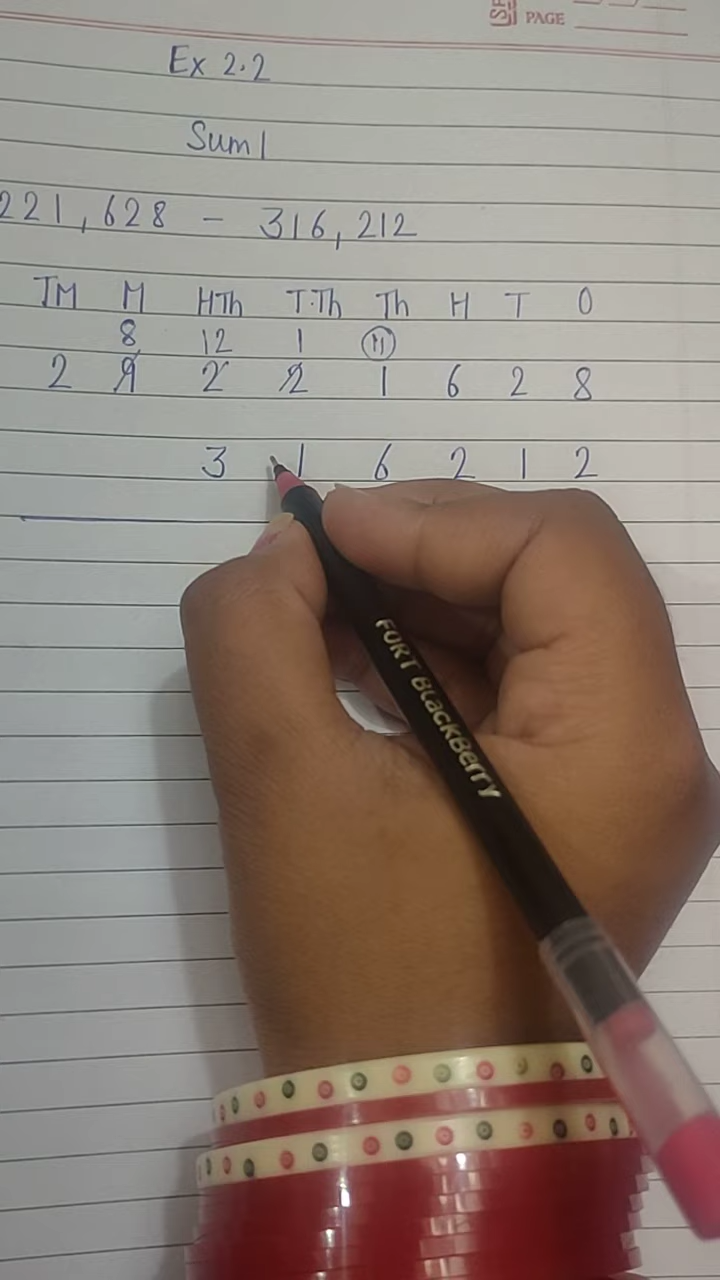 PAGE
Ex 2.2
Sum 1
221,628 - 316,212
TM M HTh T.Th Th H T O
8 12 1 11
2 9 2 2 1 6 2 8
3 1 6 2 1 2
FORT BLackBerry